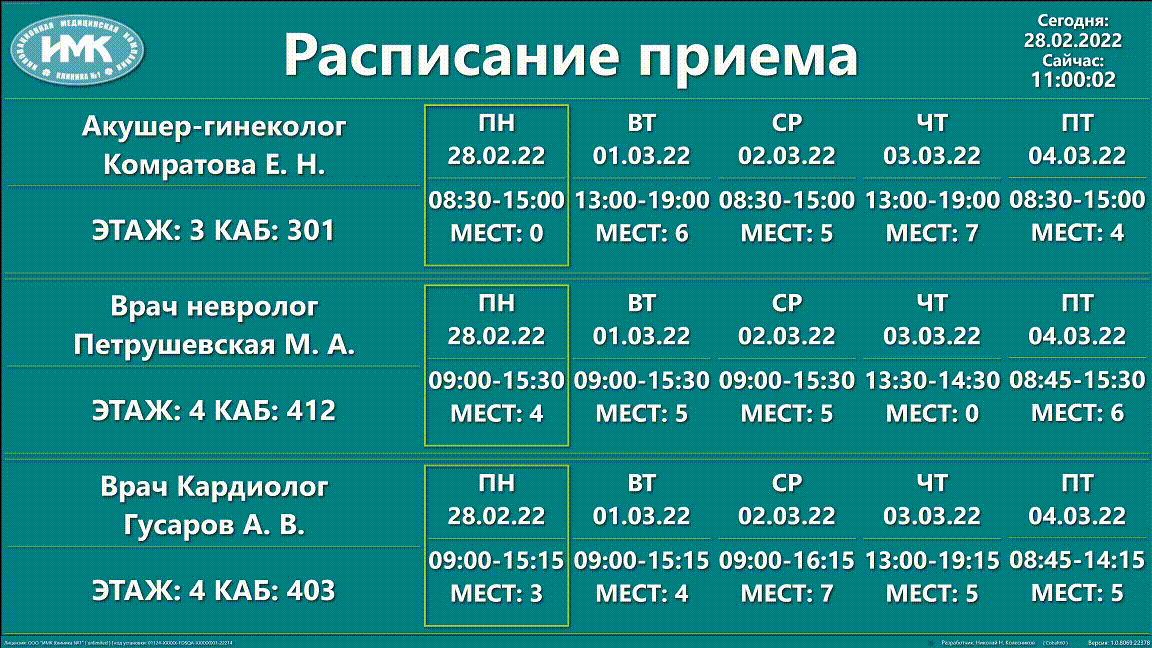 ИННОВАЦИОННАЯ МЕДИЦИНСКАЯ КОМПАНИЯ
ИМК
КЛИНИКА №1
Расписание приема
Сегодня:
28.02.2022
Сайчас:
11:00:02
Акушер-гинеколог
Комратова Е. Н.
ЭТАЖ: 3 КАБ: 301
ПН ВТ СР ЧТ ПТ
28.02.22 01.03.22 02.03.22 03.03.22 04.03.22
08:30-15:00 13:00-19:00 08:30-15:00 13:00-19:00 08:30-15:00
МЕСТ: 0 МЕСТ: 6 МЕСТ: 5 МЕСТ: 7 МЕСТ: 4
Врач невролог
Петрушевская М. А.
ЭТАЖ: 4 КАБ: 412
ПН ВТ СР ЧТ ПТ
28.02.22 01.03.22 02.03.22 03.03.22 04.03.22
09:00-15:30 09:00-15:30 09:00-15:30 13:30-14:30 08:45-15:30
МЕСТ: 4 МЕСТ: 5 МЕСТ: 5 МЕСТ: 0 МЕСТ: 6
Врач Кардиолог
Гусаров А. В.
ЭТАЖ: 4 КАБ: 403
ПН ВТ СР ЧТ ПТ
28.02.22 01.03.22 02.03.22 03.03.22 04.03.22
09:00-15:15 09:00-15:15 09:00-16:15 13:00-19:15 08:45-14:15
МЕСТ: 3 МЕСТ: 4 МЕСТ: 7 МЕСТ: 5 МЕСТ: 5
Лицензия: ООО "ИМК Клиника №1" ( unlimited ) | код установки:
Разработчик: Николай Н. Колесников Версия: 1.0.8069.22378